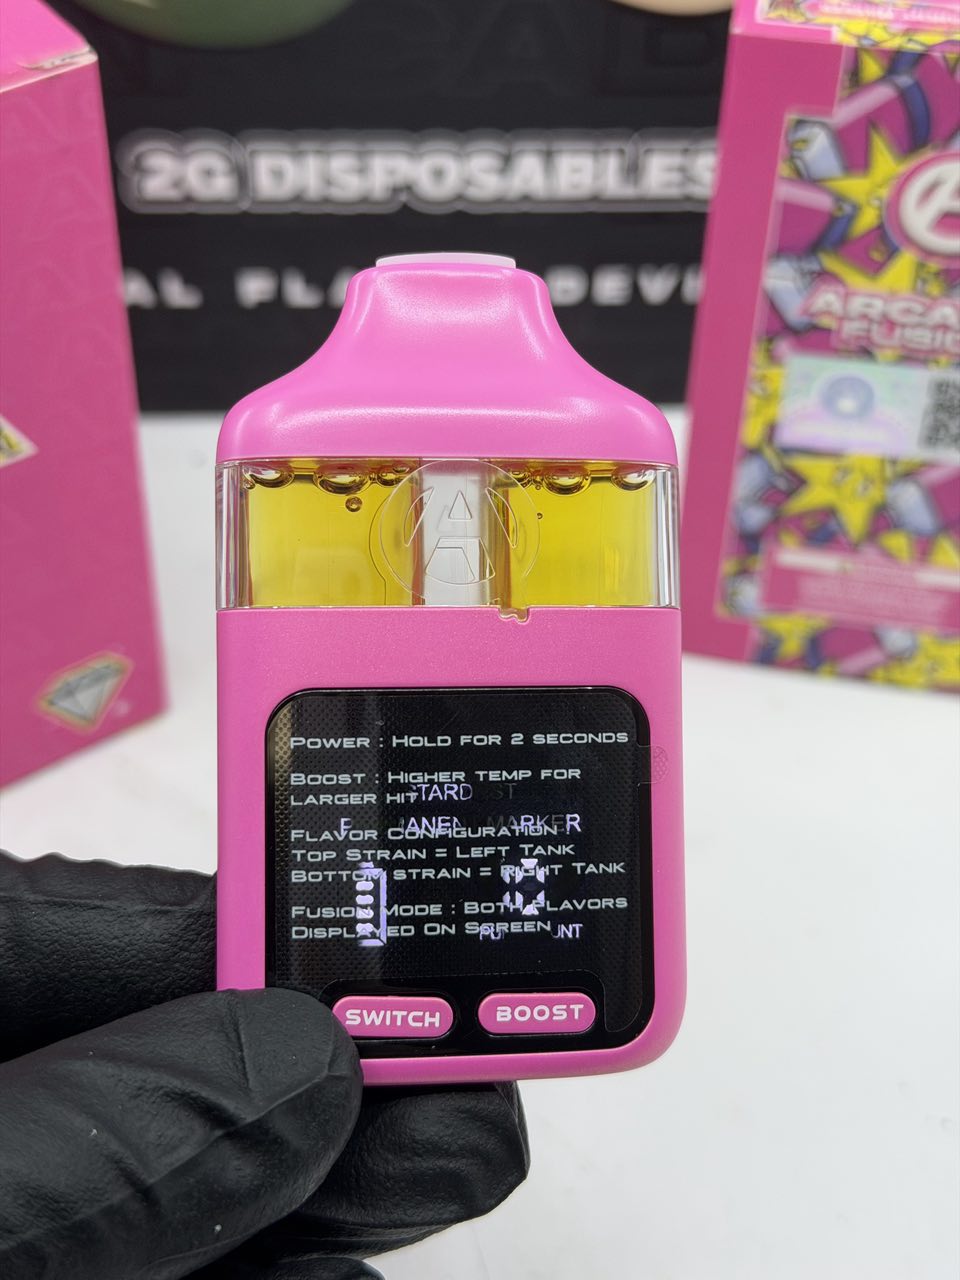 2G DISPOSABLES
POWER : HOLD FOR 2 SECONDS
BOOST : HIGHER TEMP FOR
LARGER HIT
FLAVOR CONFIGURATION
TOP STRAIN = LEFT TANK
BOTTOM STRAIN = RIGHT TANK
FUSION MODE : BOTH FLAVORS
DISPLAYED ON SCREEN
MARKER
SWITCH
BOOST